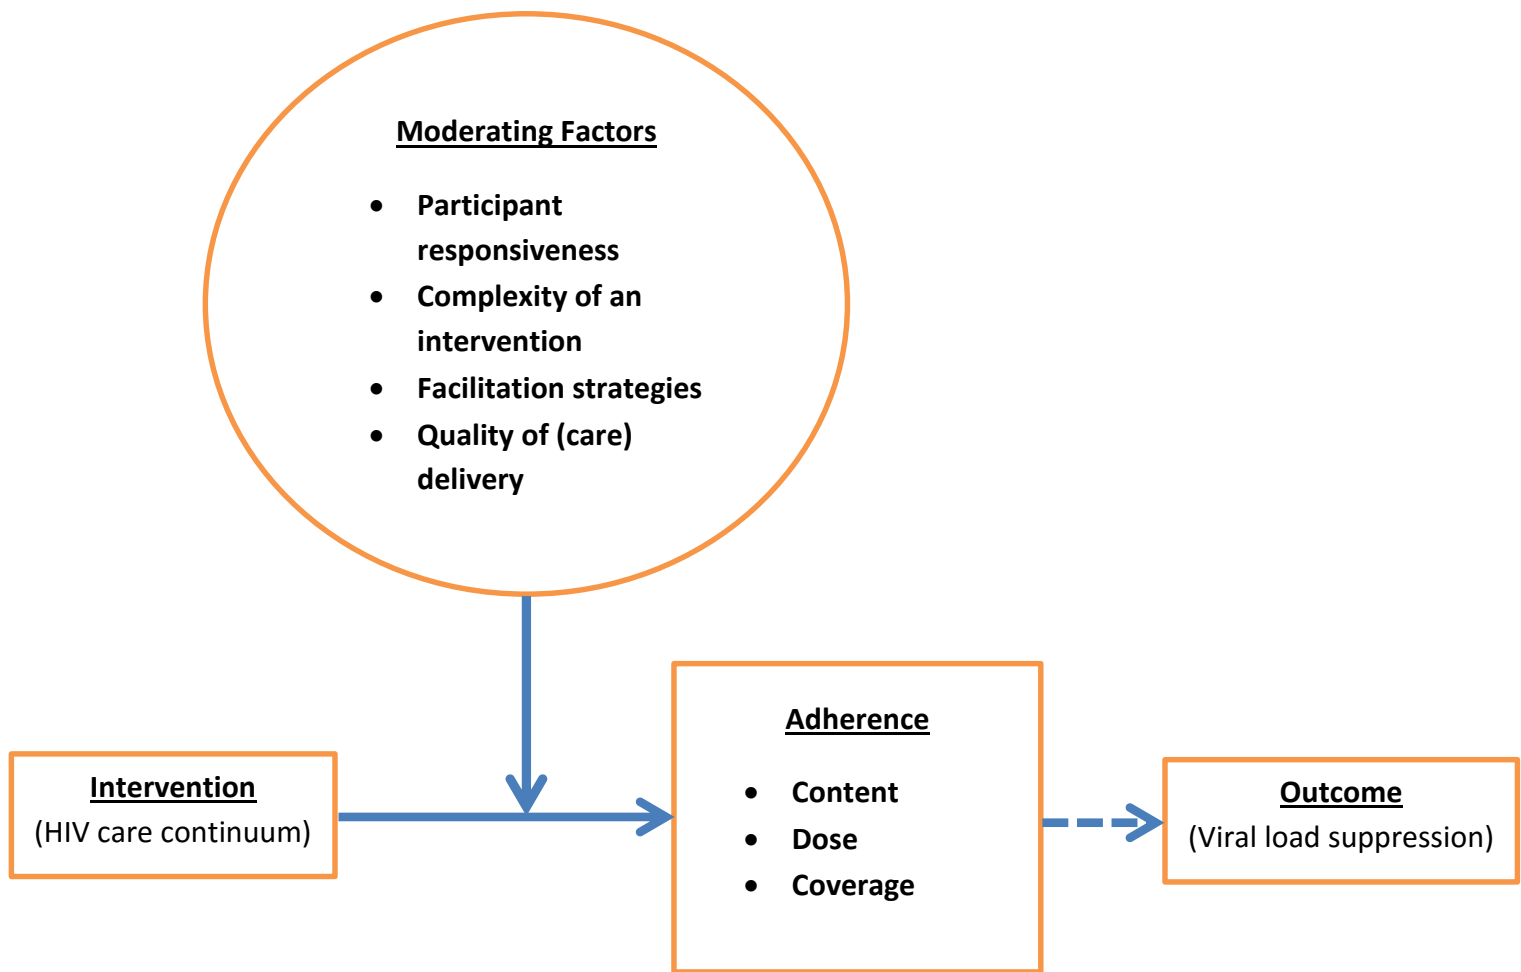 Moderating Factors
• Participant
responsiveness
• Complexity of an
intervention
• Facilitation strategies
• Quality of (care)
delivery
Intervention
(HIV care continuum)
Adherence
• Content
• Dose
• Coverage
Outcome
(Viral load suppression)